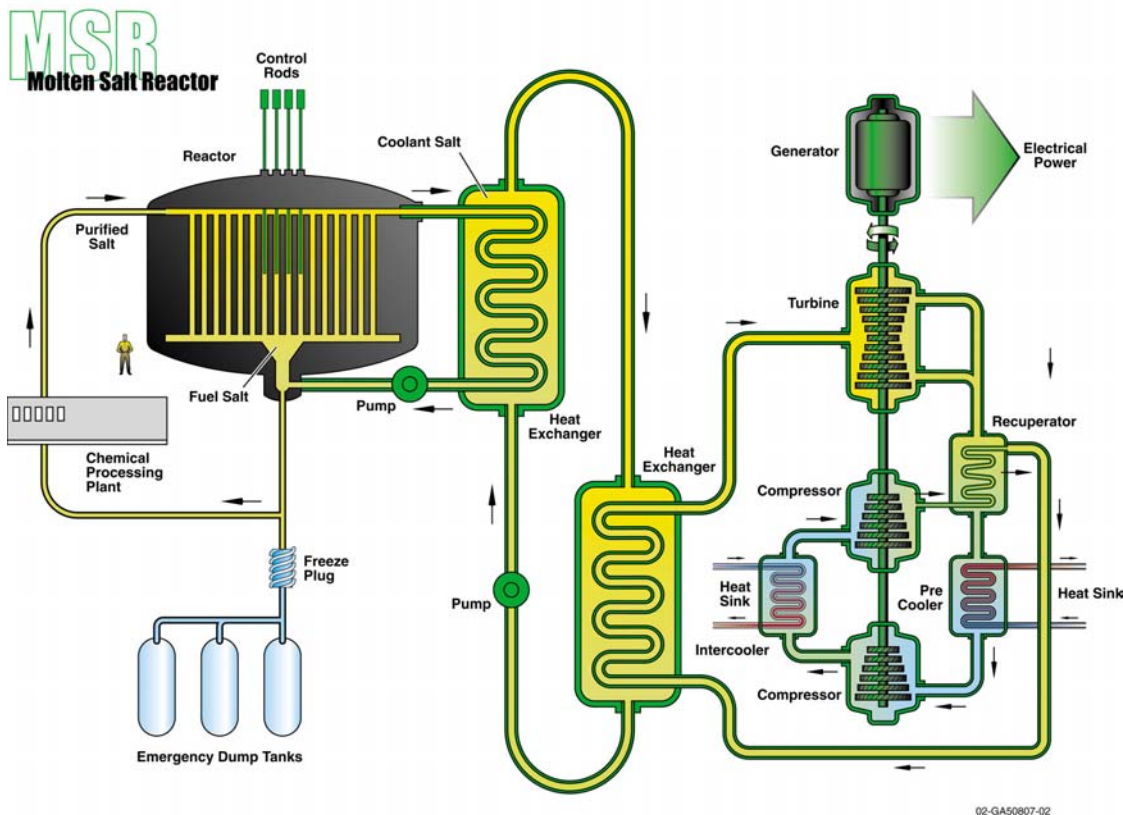 MSR
Molten Salt Reactor
Control
Rods
Reactor
Coolant Salt
Generator
Electrical
Power
Purified
Salt
Turbine
Fuel Salt
Pump
Heat
Exchanger
Recuperator
Chemical
Processing
Plant
Heat
Exchanger
Compressor
Freeze
Plug
Pump
Heat
Sink
Pre
Cooler
Heat Sink
Intercooler
Compressor
Emergency Dump Tanks
02-GA50807-02